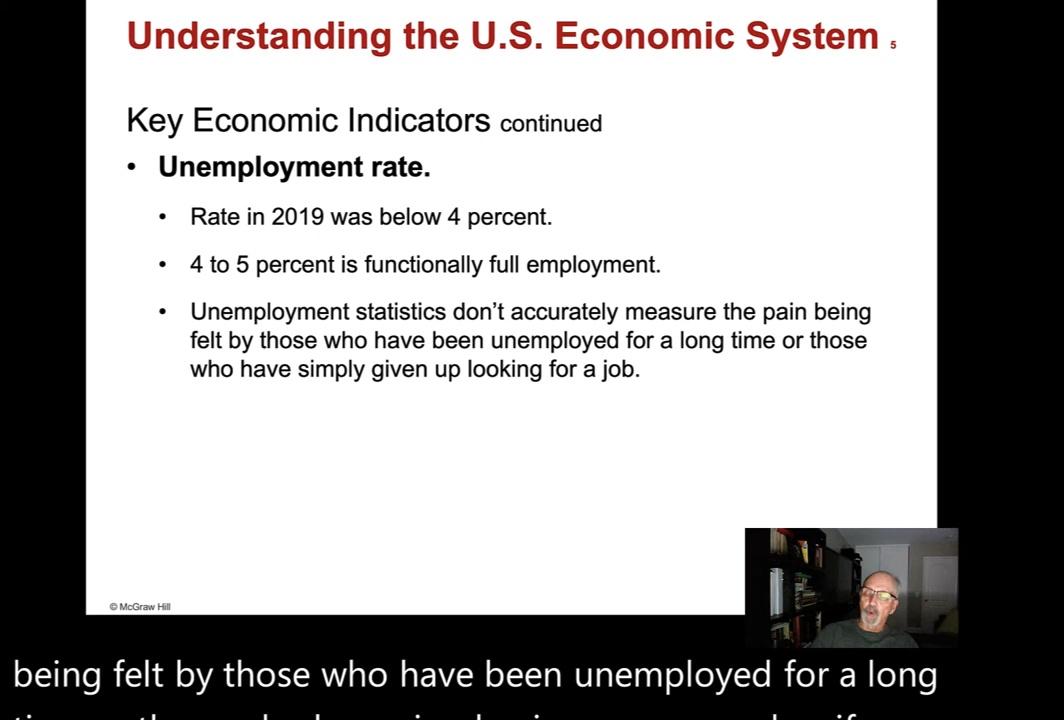 Understanding the U.S. Economic System 5
Key Economic Indicators continued
• Unemployment rate.
• Rate in 2019 was below 4 percent.
• 4 to 5 percent is functionally full employment.
• Unemployment statistics don’t accurately measure the pain being
felt by those who have been unemployed for a long time or those
who have simply given up looking for a job.
© McGraw Hill
being felt by those who have been unemployed for a long